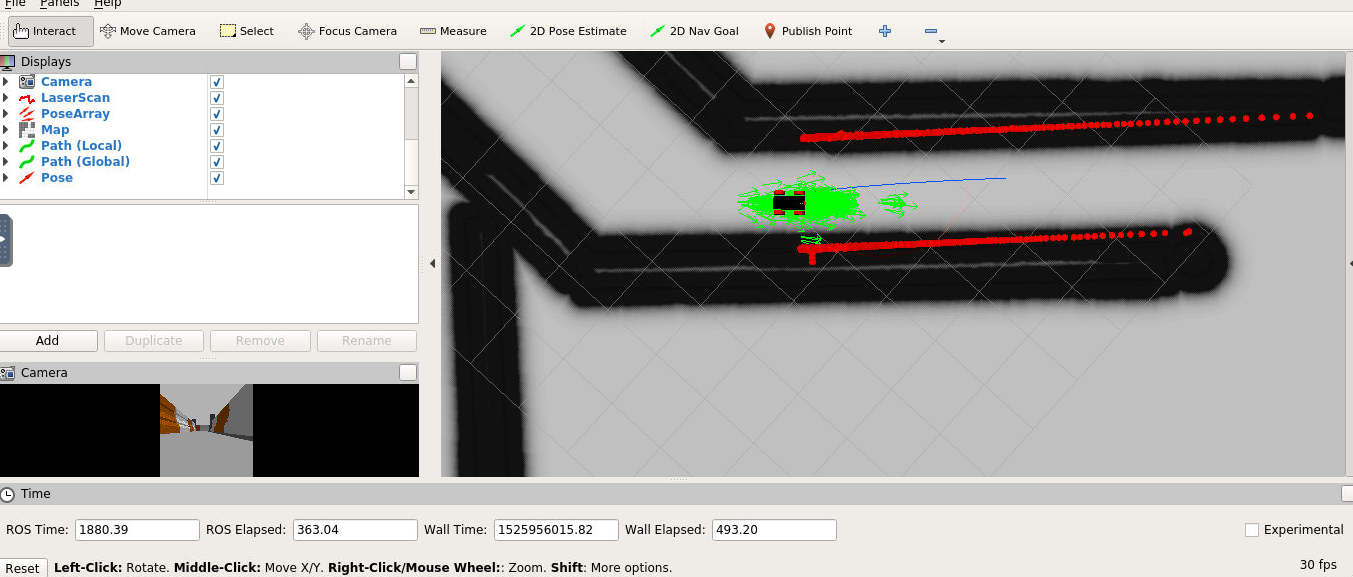 File Panels Help
Interact Move Camera Select Focus Camera Measure 2D Pose Estimate 2D Nav Goal Publish Point
Displays
Camera
LaserScan
PoseArray
Map
Path (Local)
Path (Global)
Pose
Add Duplicate Remove Rename
Camera
Time
ROS Time: 1880.39 ROS Elapsed: 363.04 Wall Time: 1525956015.82 Wall Elapsed: 493.20 Experimental
Reset Left-Click: Rotate. Middle-Click: Move X/Y. Right-Click/Mouse Wheel:: Zoom. Shift: More options. 30 fps